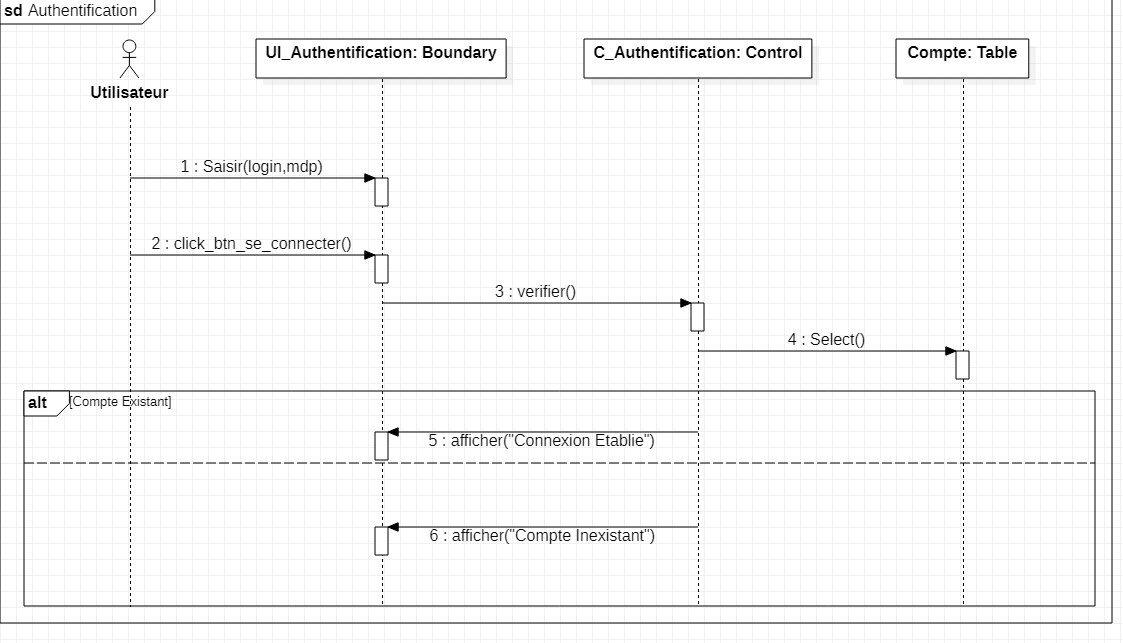 sd Authentification
UI_Authentification: Boundary
C_Authentification: Control
Compte: Table
Utilisateur
1 : Saisir(login,mdp)
2 : click_btn_se_connecter()
3 : verifier()
4 : Select()
alt [Compte Existant]
5 : afficher("Connexion Etablie")
6 : afficher("Compte Inexistant")